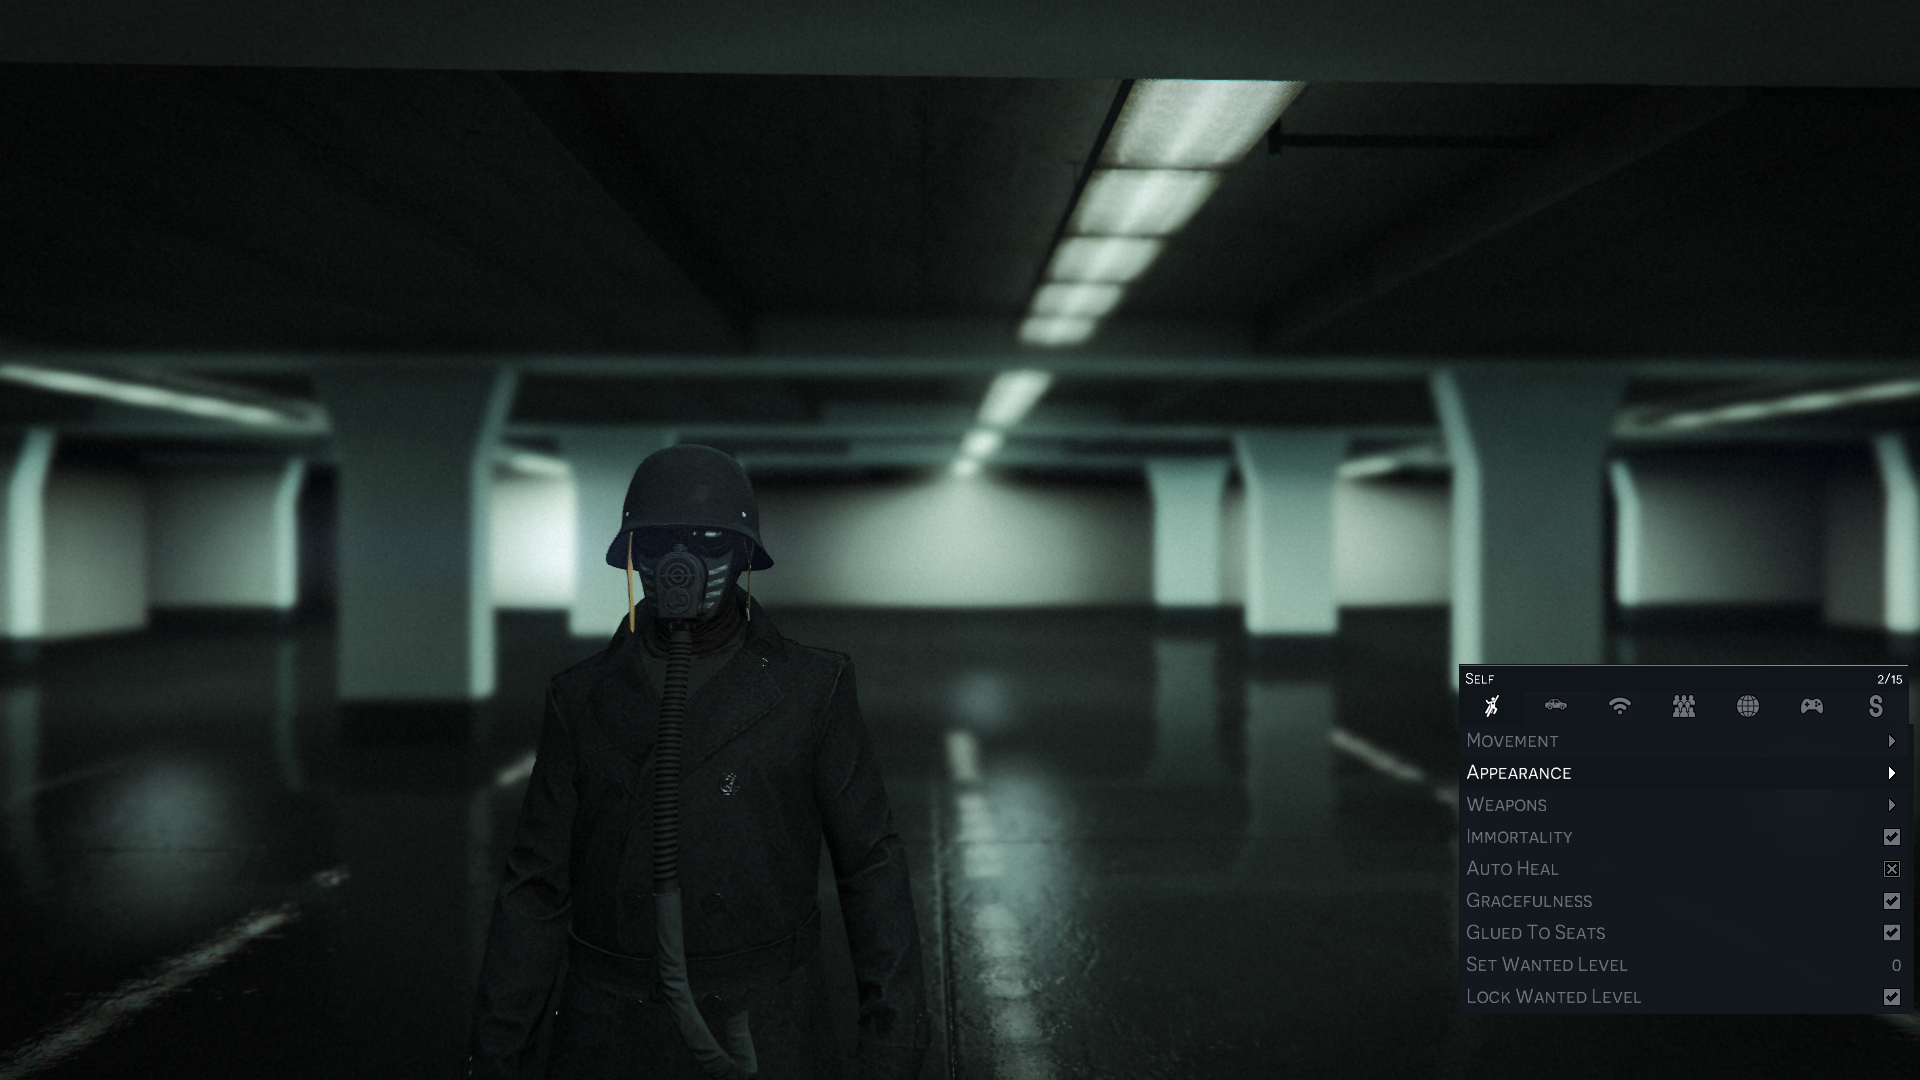 SELF 2/15
S
MOVEMENT
APPEARANCE
WEAPONS
IMMORTALITY
AUTO HEAL
GRACEFULNESS
GLUED TO SEATS
SET WANTED LEVEL 0
LOCK WANTED LEVEL